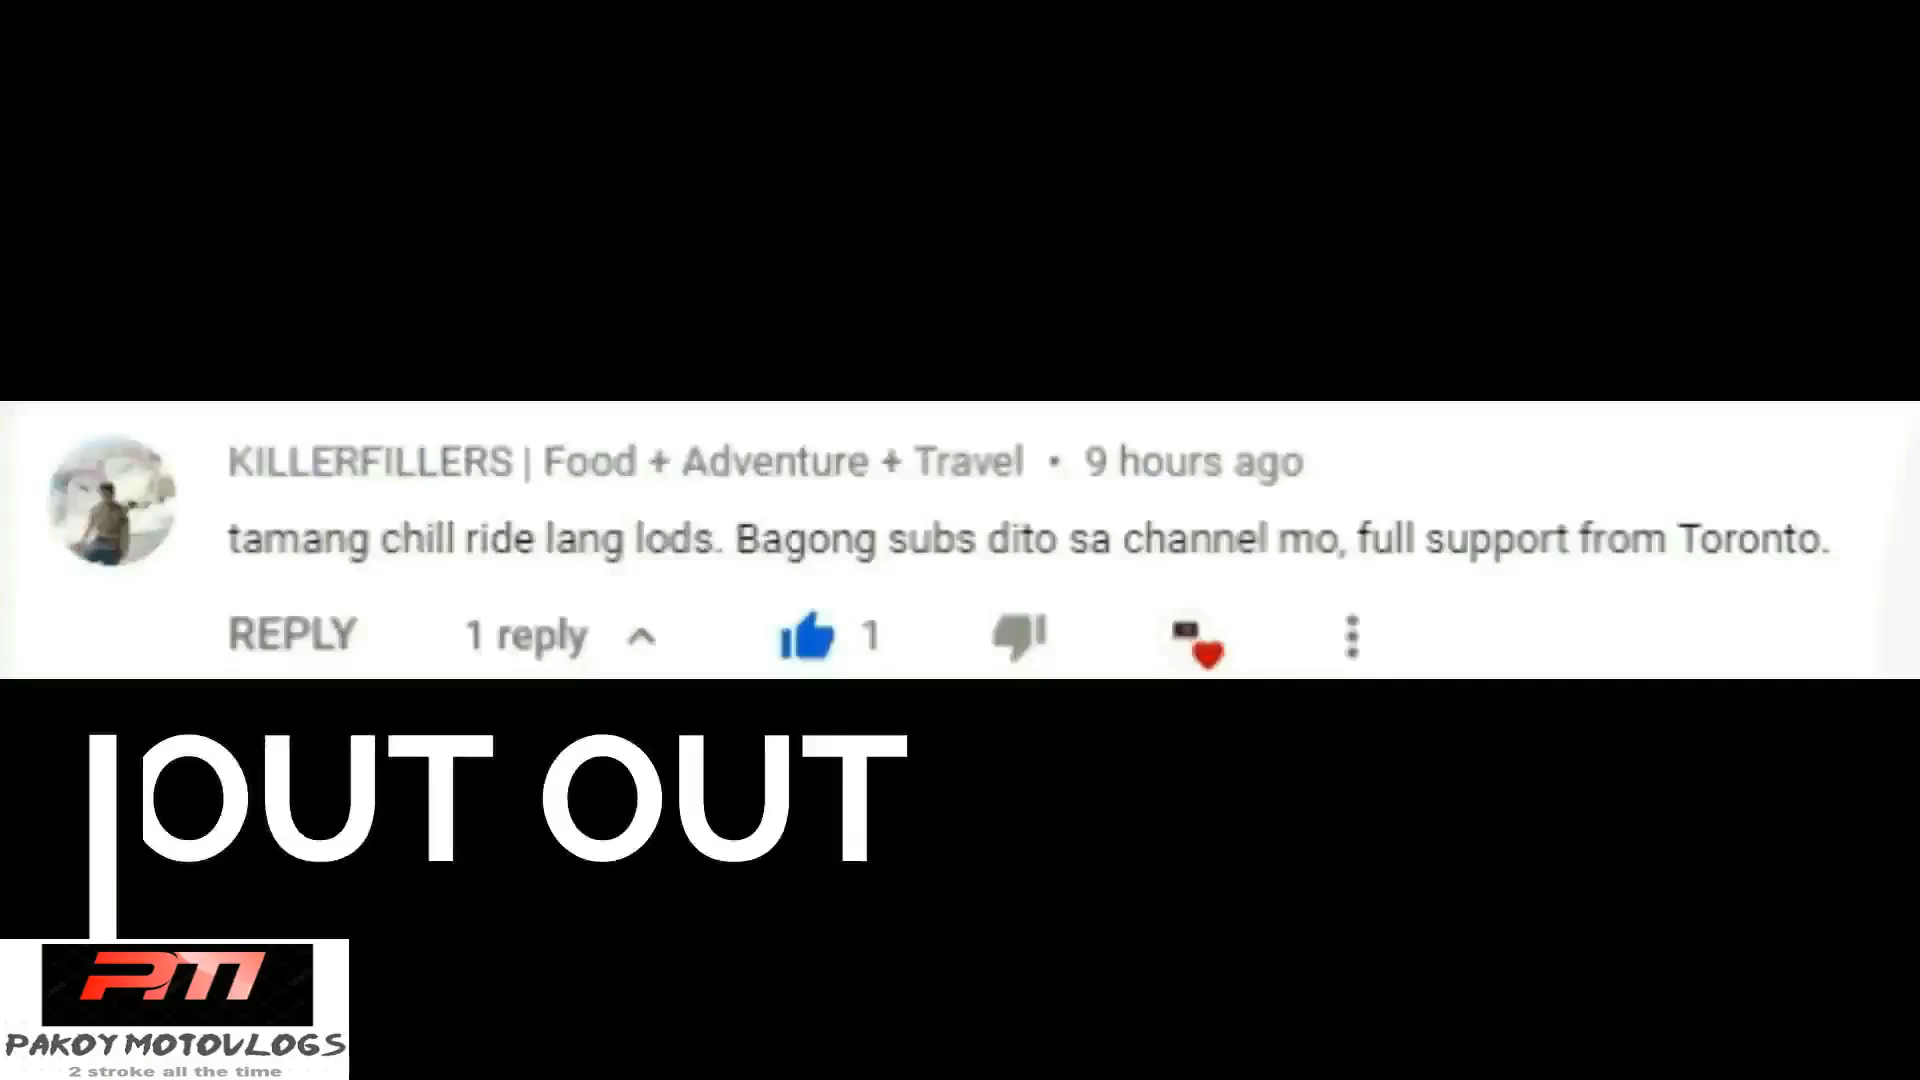 KILLERFILLERS | Food + Adventure + Travel • 9 hours ago
tamang chill ride lang lods. Bagong subs dito sa channel mo, full support from Toronto.
REPLY 1 reply 1
OUT OUT
PM
PAKOY MOTOVLOGS
2 stroke all the time